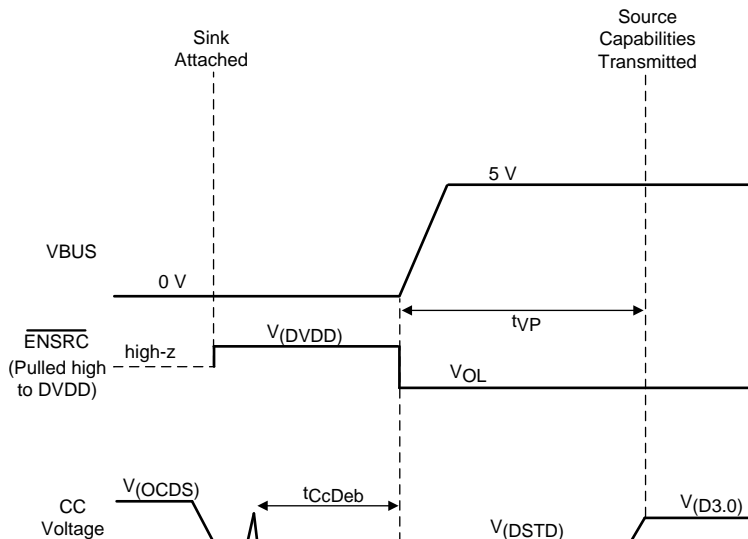 Sink
Attached
Source
Capabilities
Transmitted
5 V
VBUS
0 V
tVP
ENSRC
(Pulled high
to DVDD)
high-z
V(DVDD)
VOL
CC
Voltage
V(OCDS)
tCcDeb
V(DSTD)
V(D3.0)